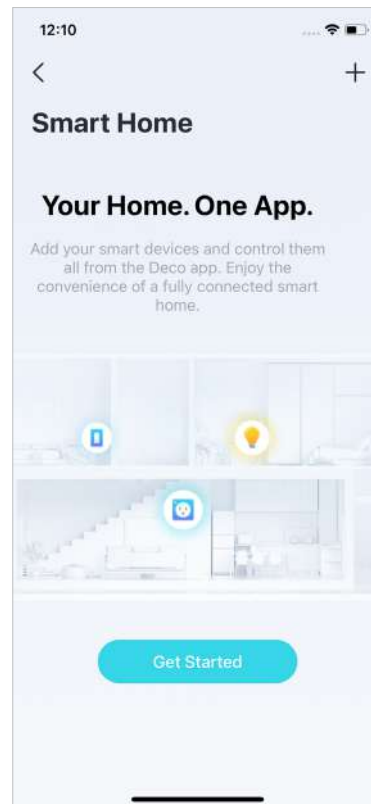 12:10
Smart Home
Your Home. One App.
Add your smart devices and control them
all from the Deco app. Enjoy the
convenience of a fully connected smart
home.
Get Started